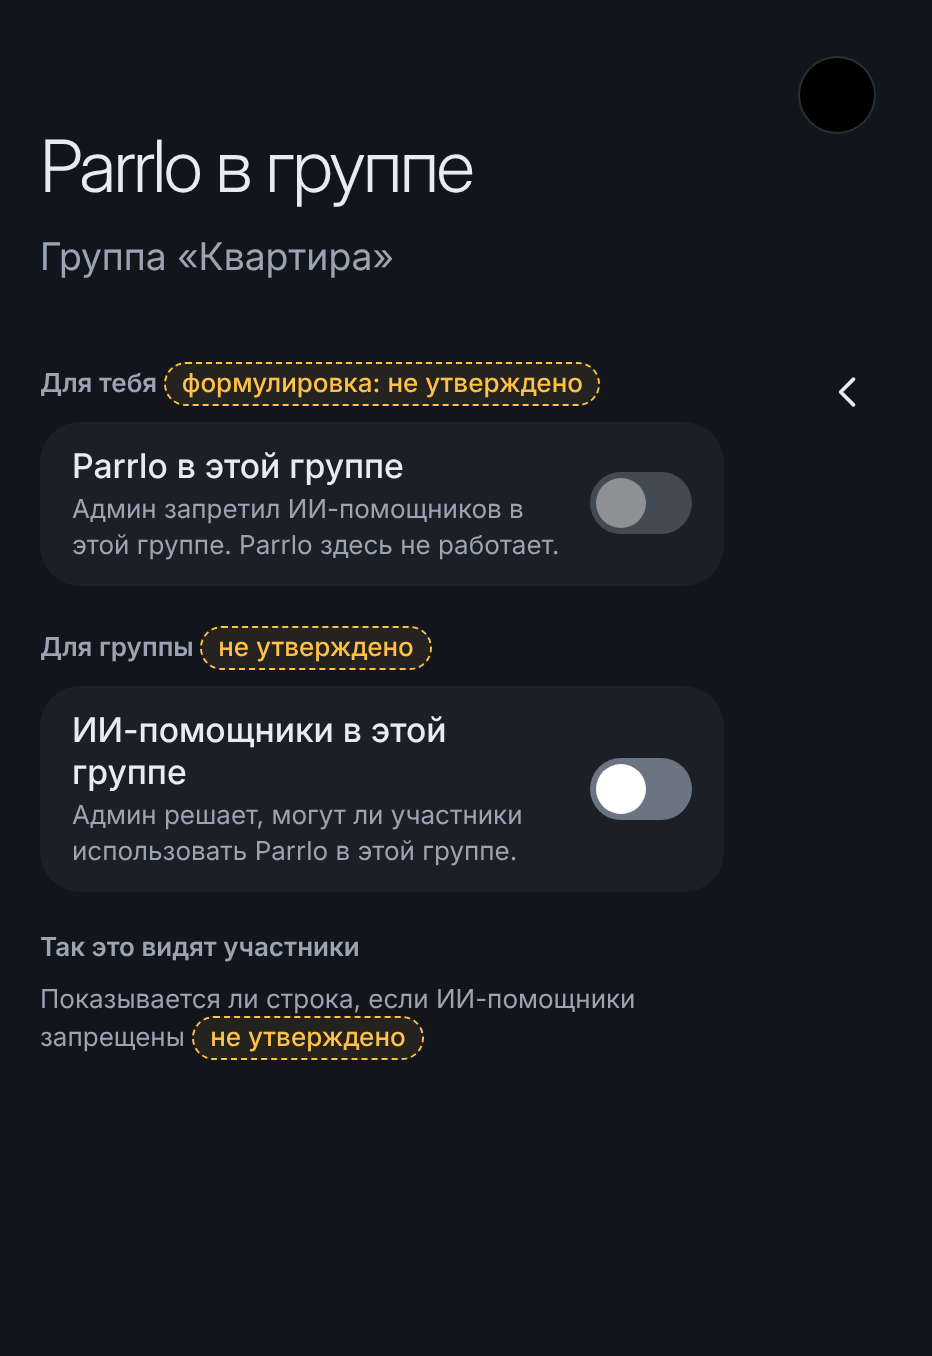 Parrlo в группе
Группа «Квартира»
Для тебя формулировка: не утверждено
Parrlo в этой группе
Админ запретил ИИ-помощников в
этой группе. Parrlo здесь не работает.
Для группы не утверждено
ИИ-помощники в этой
группе
Админ решает, могут ли участники
использовать Parrlo в этой группе.
Так это видят участники
Показывается ли строка, если ИИ-помощники
запрещены не утверждено